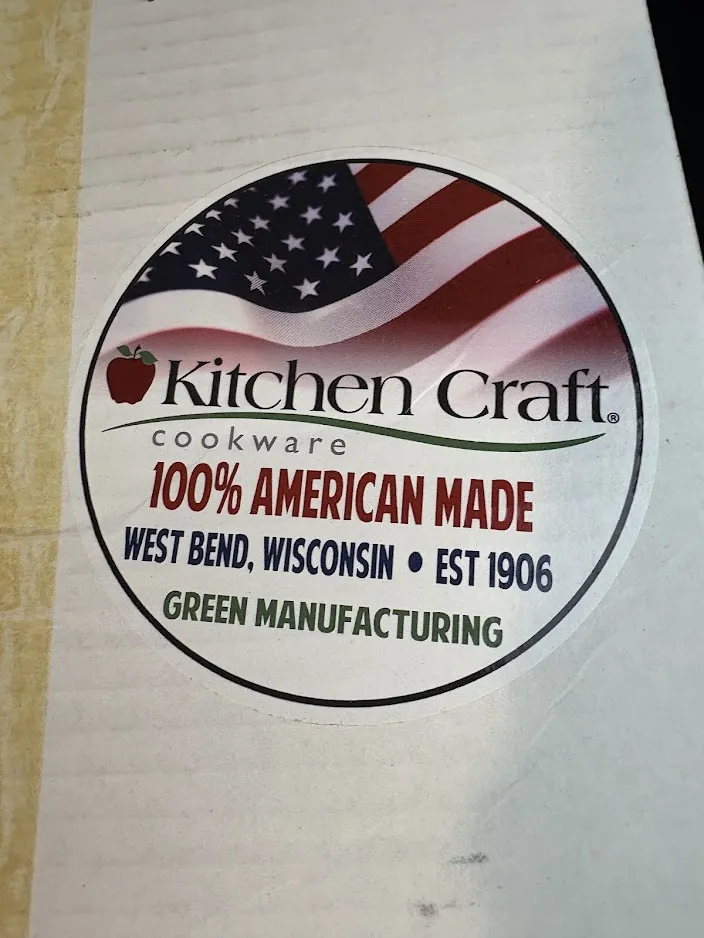 Kitchen Craft®
cookware
100% AMERICAN MADE
WEST BEND, WISCONSIN • EST 1906
GREEN MANUFACTURING